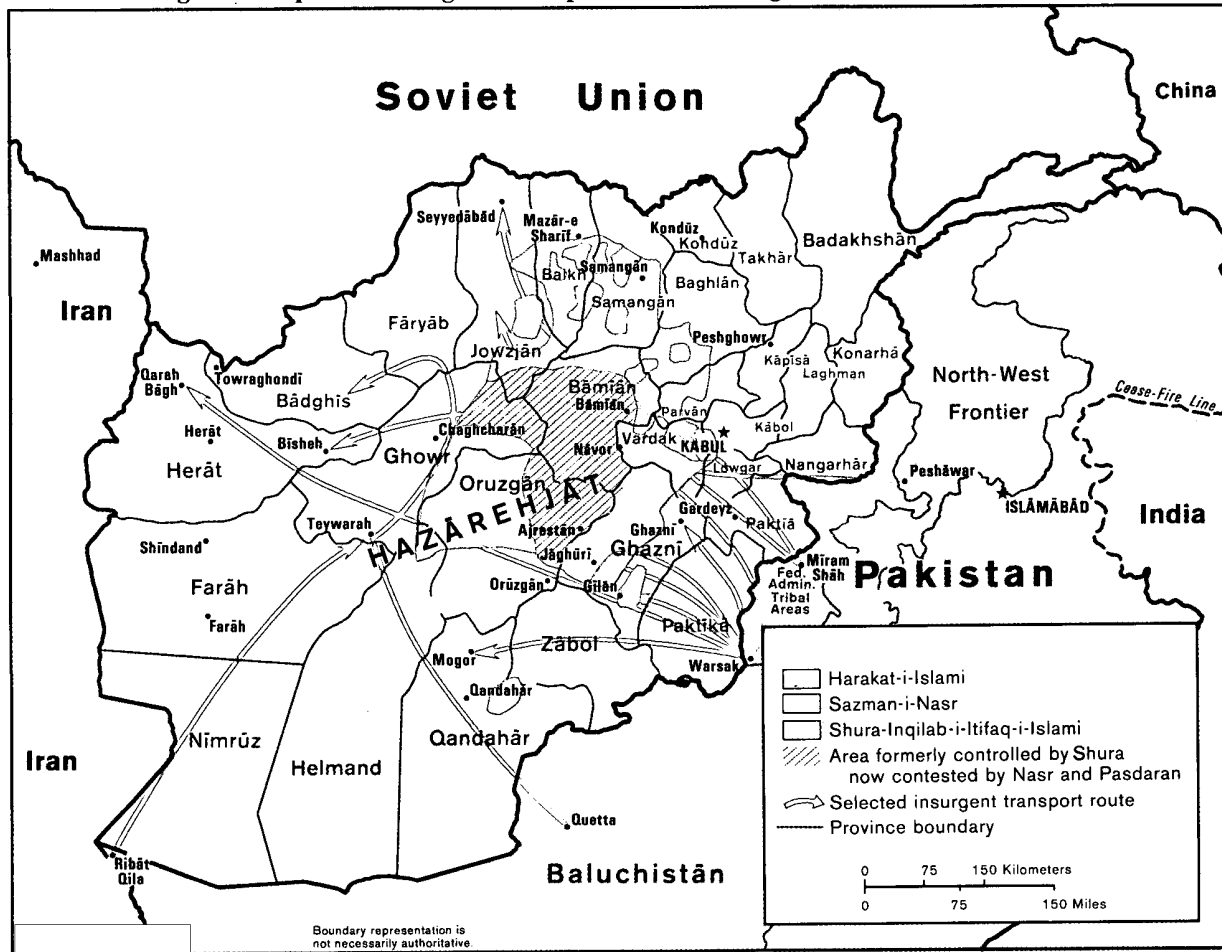 Soviet Union
China
Mashhad
Iran
Seyyedābād
Mazār-e
Sharīf
Kondūz
Kondūz
Takhār
Badakhshān
Balkh
Samangān
Samangān
Baghlān
Fāryāb
Jowzjān
Peshghowr
Konarhā
Kāpīsā
Laghman
North-West
Frontier
Cease-Fire Line
Qarah
Bāgh
Towraghondī
Bādghīs
Bāmīān
Bāmīān
Parvān
Kābol
Herāt
Herāt
Bīsheh
Chaghcharān
Ghowr
Nāvor
Vardak
KABUL
Lowgar
Nangarhār
Peshāwar
ISLĀMĀBĀD
India
Oruzgān
HAZĀREHJĀT
Teywarah
Ajrestān
Ghaznī
Ghaznī
Gardeyz
Paktīā
Shīndand
Jāghūrī
Mīram
Shāh
Fed.
Admin.
Tribal
Areas
Pakistan
Farāh
Farāh
Orūzgān
Gīlān
Paktīkā
Mogor
Zābol
Warsak
Qandahār
Qandahār
Nīmrūz
Helmand
Iran
Quetta
Ribāt
Qila
Baluchistān
Harakat-i-Islami
Sazman-i-Nasr
Shura-Inqilab-i-Itifaq-i-Islami
Area formerly controlled by Shura
now contested by Nasr and Pasdaran
Selected insurgent transport route
Province boundary
0 75 150 Kilometers
0 75 150 Miles
Boundary representation is
not necessarily authoritative.